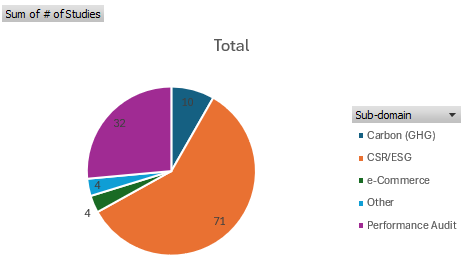 Sum of # of Studies
Total
10
32
4
4
71
Sub-domain
Carbon (GHG)
CSR/ESG
e-Commerce
Other
Performance Audit